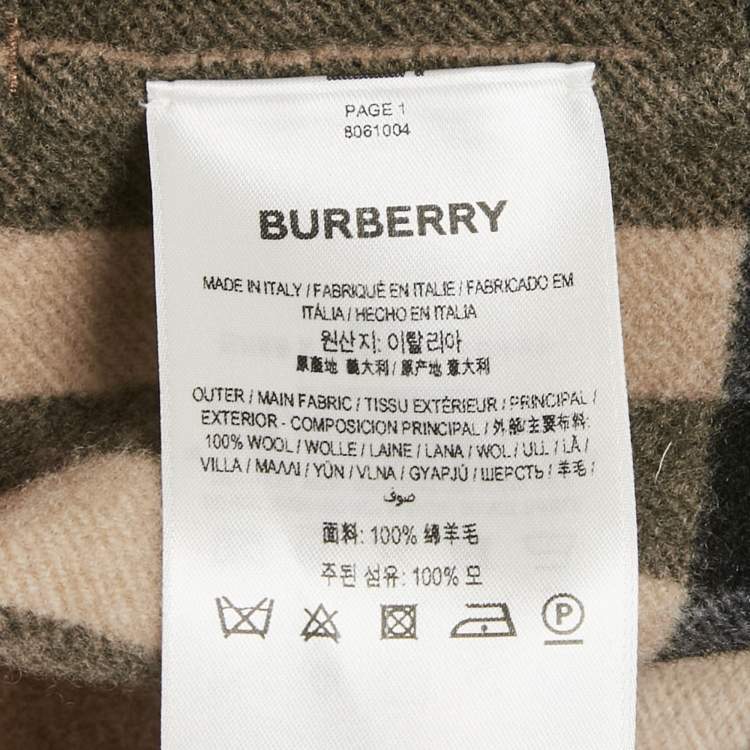 PAGE 1
8061004
BURBERRY
MADE IN ITALY / FABRIQUÉ EN ITALIE / FABRICADO EM
ITÁLIA / HECHO EN ITALIA
원산지: 이탈리아
原產地 義大利 / 原产地 意大利
OUTER / MAIN FABRIC / TISSU EXTÉRIEUR / PRINCIPAL /
EXTERIOR - COMPOSICION PRINCIPAL / 外部/主要布料:
100% WOOL / WOLLE / LAINE / LANA / WOL / ULL / LÃ /
VILLA / ΜΑΛΛΙ / YÜN / VLNA / GYAPJÚ / ШЕРСТЬ / 羊毛 /
صوف
面料: 100% 绵羊毛
주된 섬유: 100% 모
P